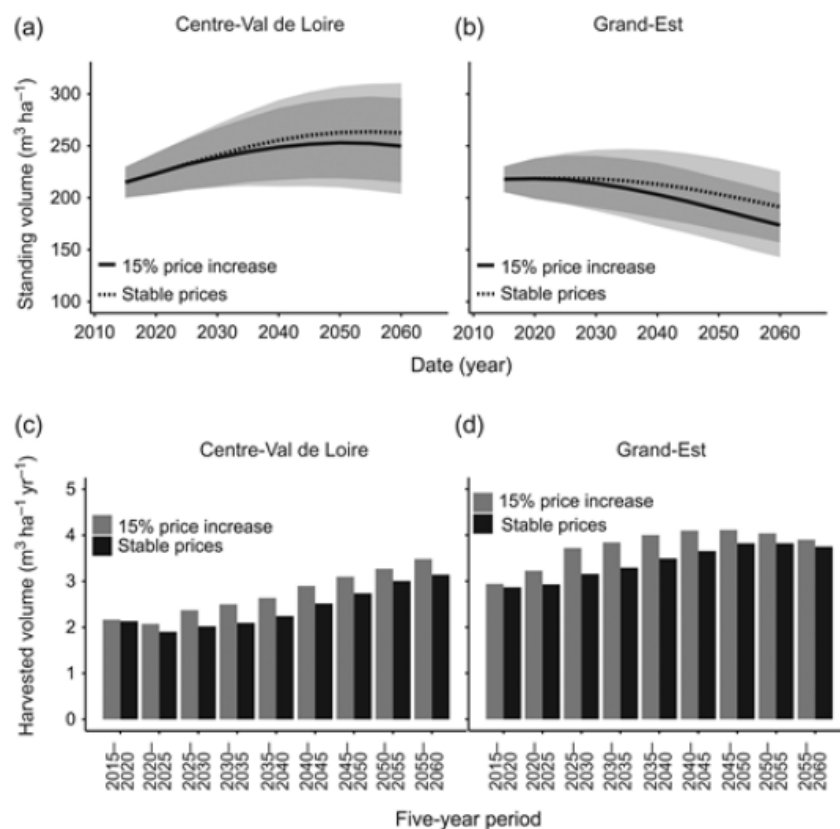 (a) Centre-Val de Loire
(b) Grand-Est
Standing volume (m³ ha⁻¹)
300
250
200
150
100
15% price increase
Stable prices
15% price increase
Stable prices
2010 2020 2030 2040 2050 2060
2010 2020 2030 2040 2050 2060
Date (year)
(c) Centre-Val de Loire
(d) Grand-Est
Harvested volume (m³ ha⁻¹ yr⁻¹)
5
4
3
2
1
0
15% price increase
Stable prices
15% price increase
Stable prices
2015–2020
2020–2025
2025–2030
2030–2035
2035–2040
2040–2045
2045–2050
2050–2055
2055–2060
2015–2020
2020–2025
2025–2030
2030–2035
2035–2040
2040–2045
2045–2050
2050–2055
2055–2060
Five-year period